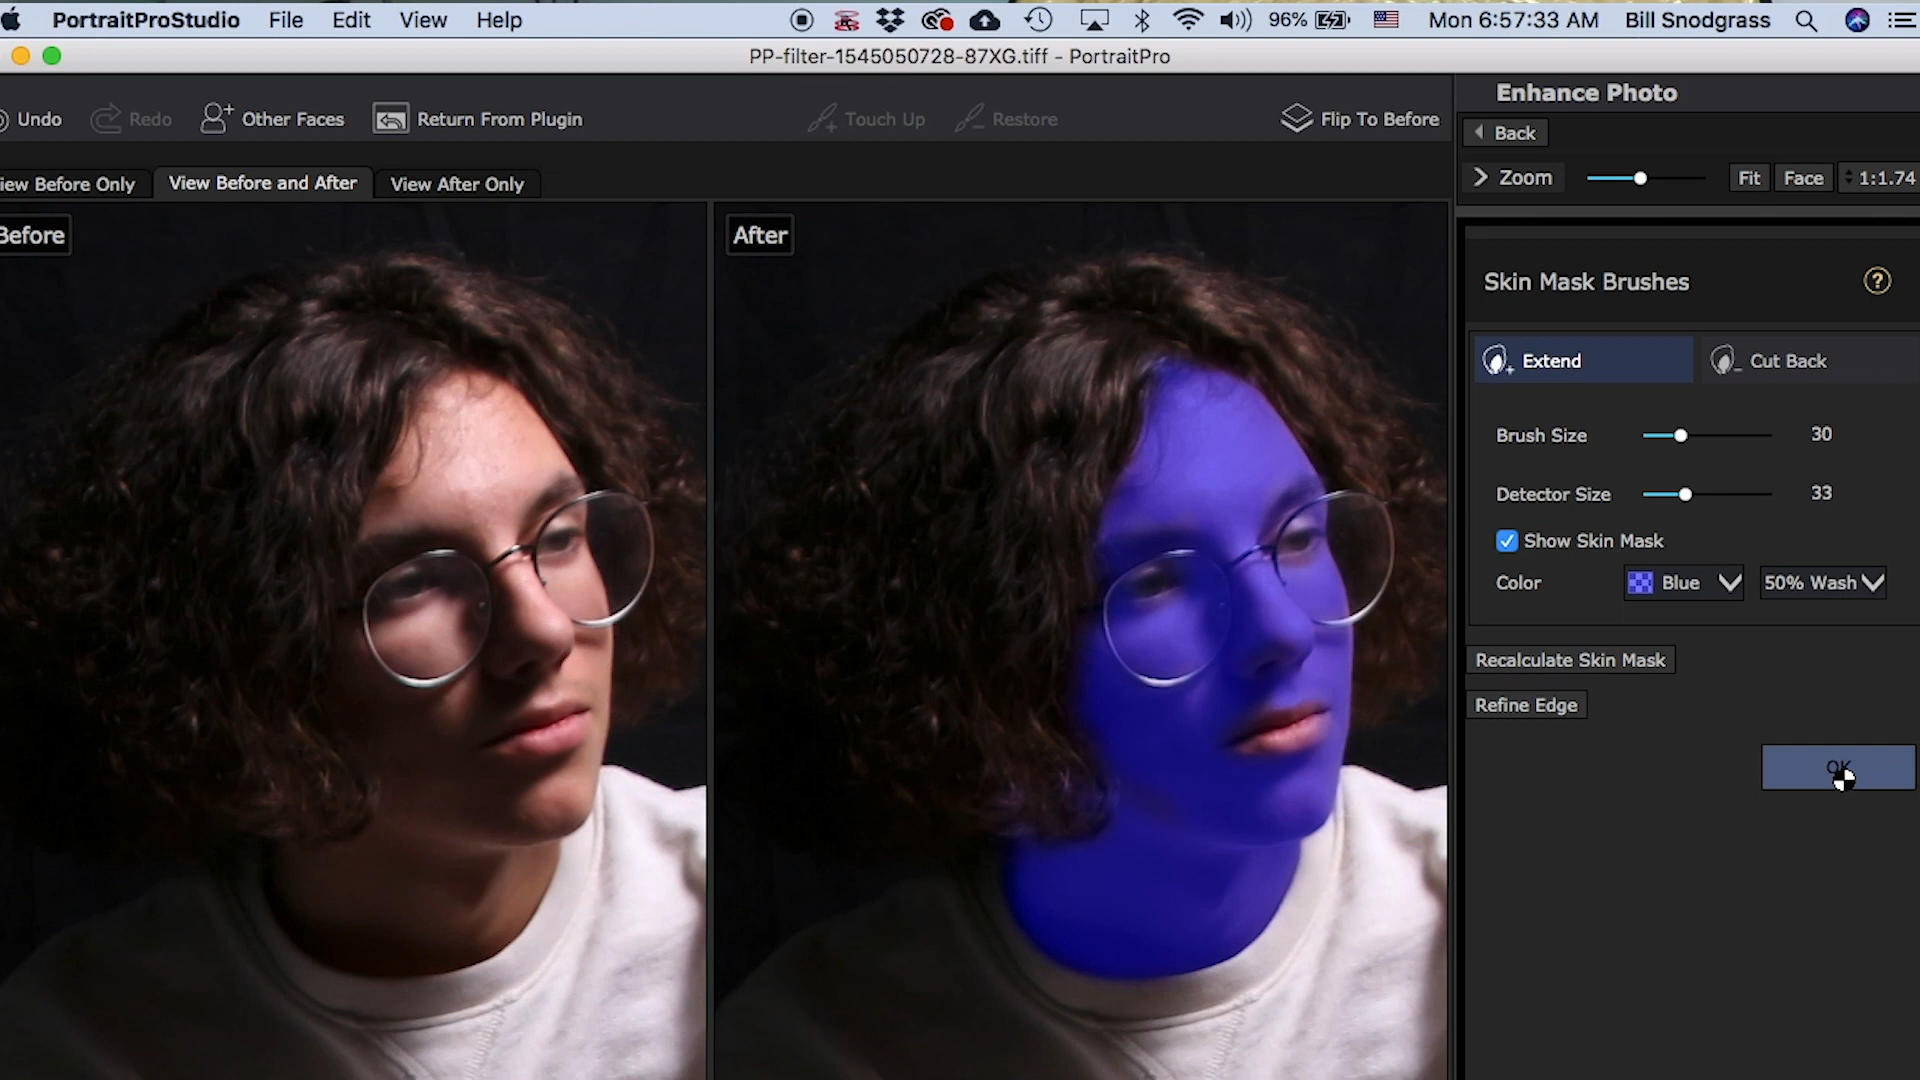 PortraitProStudio File Edit View Help 96% Mon 6:57:33 AM Bill Snodgrass
PP-filter-1545050728-87XG.tiff - PortraitPro
Undo Redo Other Faces Return From Plugin Touch Up Restore Flip To Before
Enhance Photo
Back
iew Before Only View Before and After View After Only
Zoom Fit Face 1:1.74
Before After
Skin Mask Brushes ?
Extend Cut Back
Brush Size 30
Detector Size 33
Show Skin Mask
Color Blue 50% Wash
Recalculate Skin Mask
Refine Edge
OK